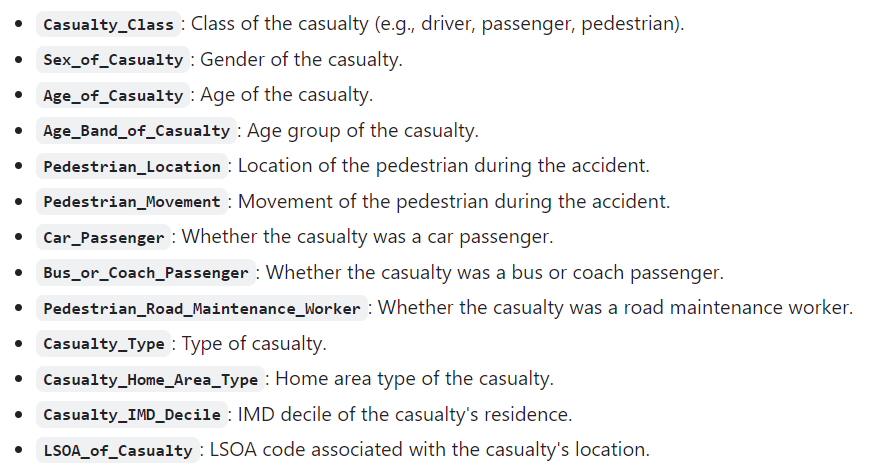 • Casualty_Class: Class of the casualty (e.g., driver, passenger, pedestrian).
• Sex_of_Casualty: Gender of the casualty.
• Age_of_Casualty: Age of the casualty.
• Age_Band_of_Casualty: Age group of the casualty.
• Pedestrian_Location: Location of the pedestrian during the accident.
• Pedestrian_Movement: Movement of the pedestrian during the accident.
• Car_Passenger: Whether the casualty was a car passenger.
• Bus_or_Coach_Passenger: Whether the casualty was a bus or coach passenger.
• Pedestrian_Road_Maintenance_Worker: Whether the casualty was a road maintenance worker.
• Casualty_Type: Type of casualty.
• Casualty_Home_Area_Type: Home area type of the casualty.
• Casualty_IMD_Decile: IMD decile of the casualty's residence.
• LSOA_of_Casualty: LSOA code associated with the casualty's location.